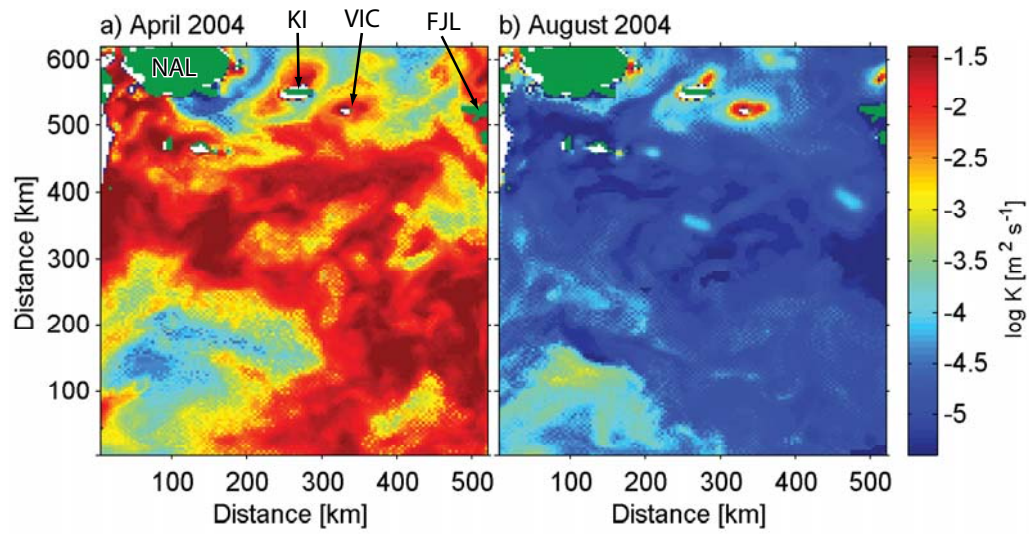 a) April 2004
KI
VIC
FJL
b) August 2004
NAL
600
500
400
300
200
100
Distance [km]
100 200 300 400 500
Distance [km]
100 200 300 400 500
Distance [km]
-1.5
-2
-2.5
-3
-3.5
-4
-4.5
-5
log K [m² s⁻¹]